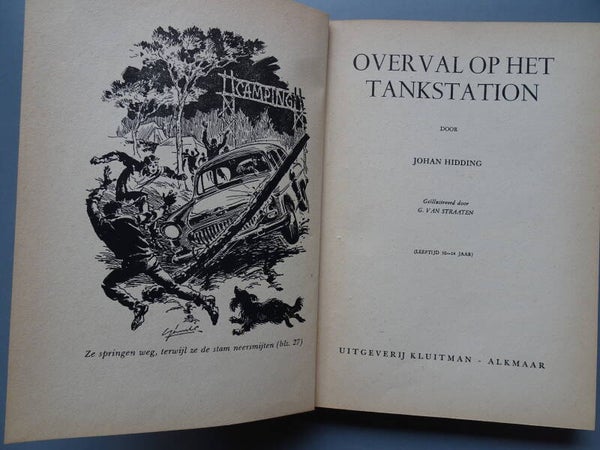 CAMPING
Ze springen weg, terwijl ze de stam neersmijten (blz. 27)
OVERVAL OP HET
TANKSTATION
DOOR
JOHAN HIDDING
Geïllustreerd door
G. VAN STRAATEN
(LEEFTIJD 10—14 JAAR)
UITGEVERIJ KLUITMAN - ALKMAAR